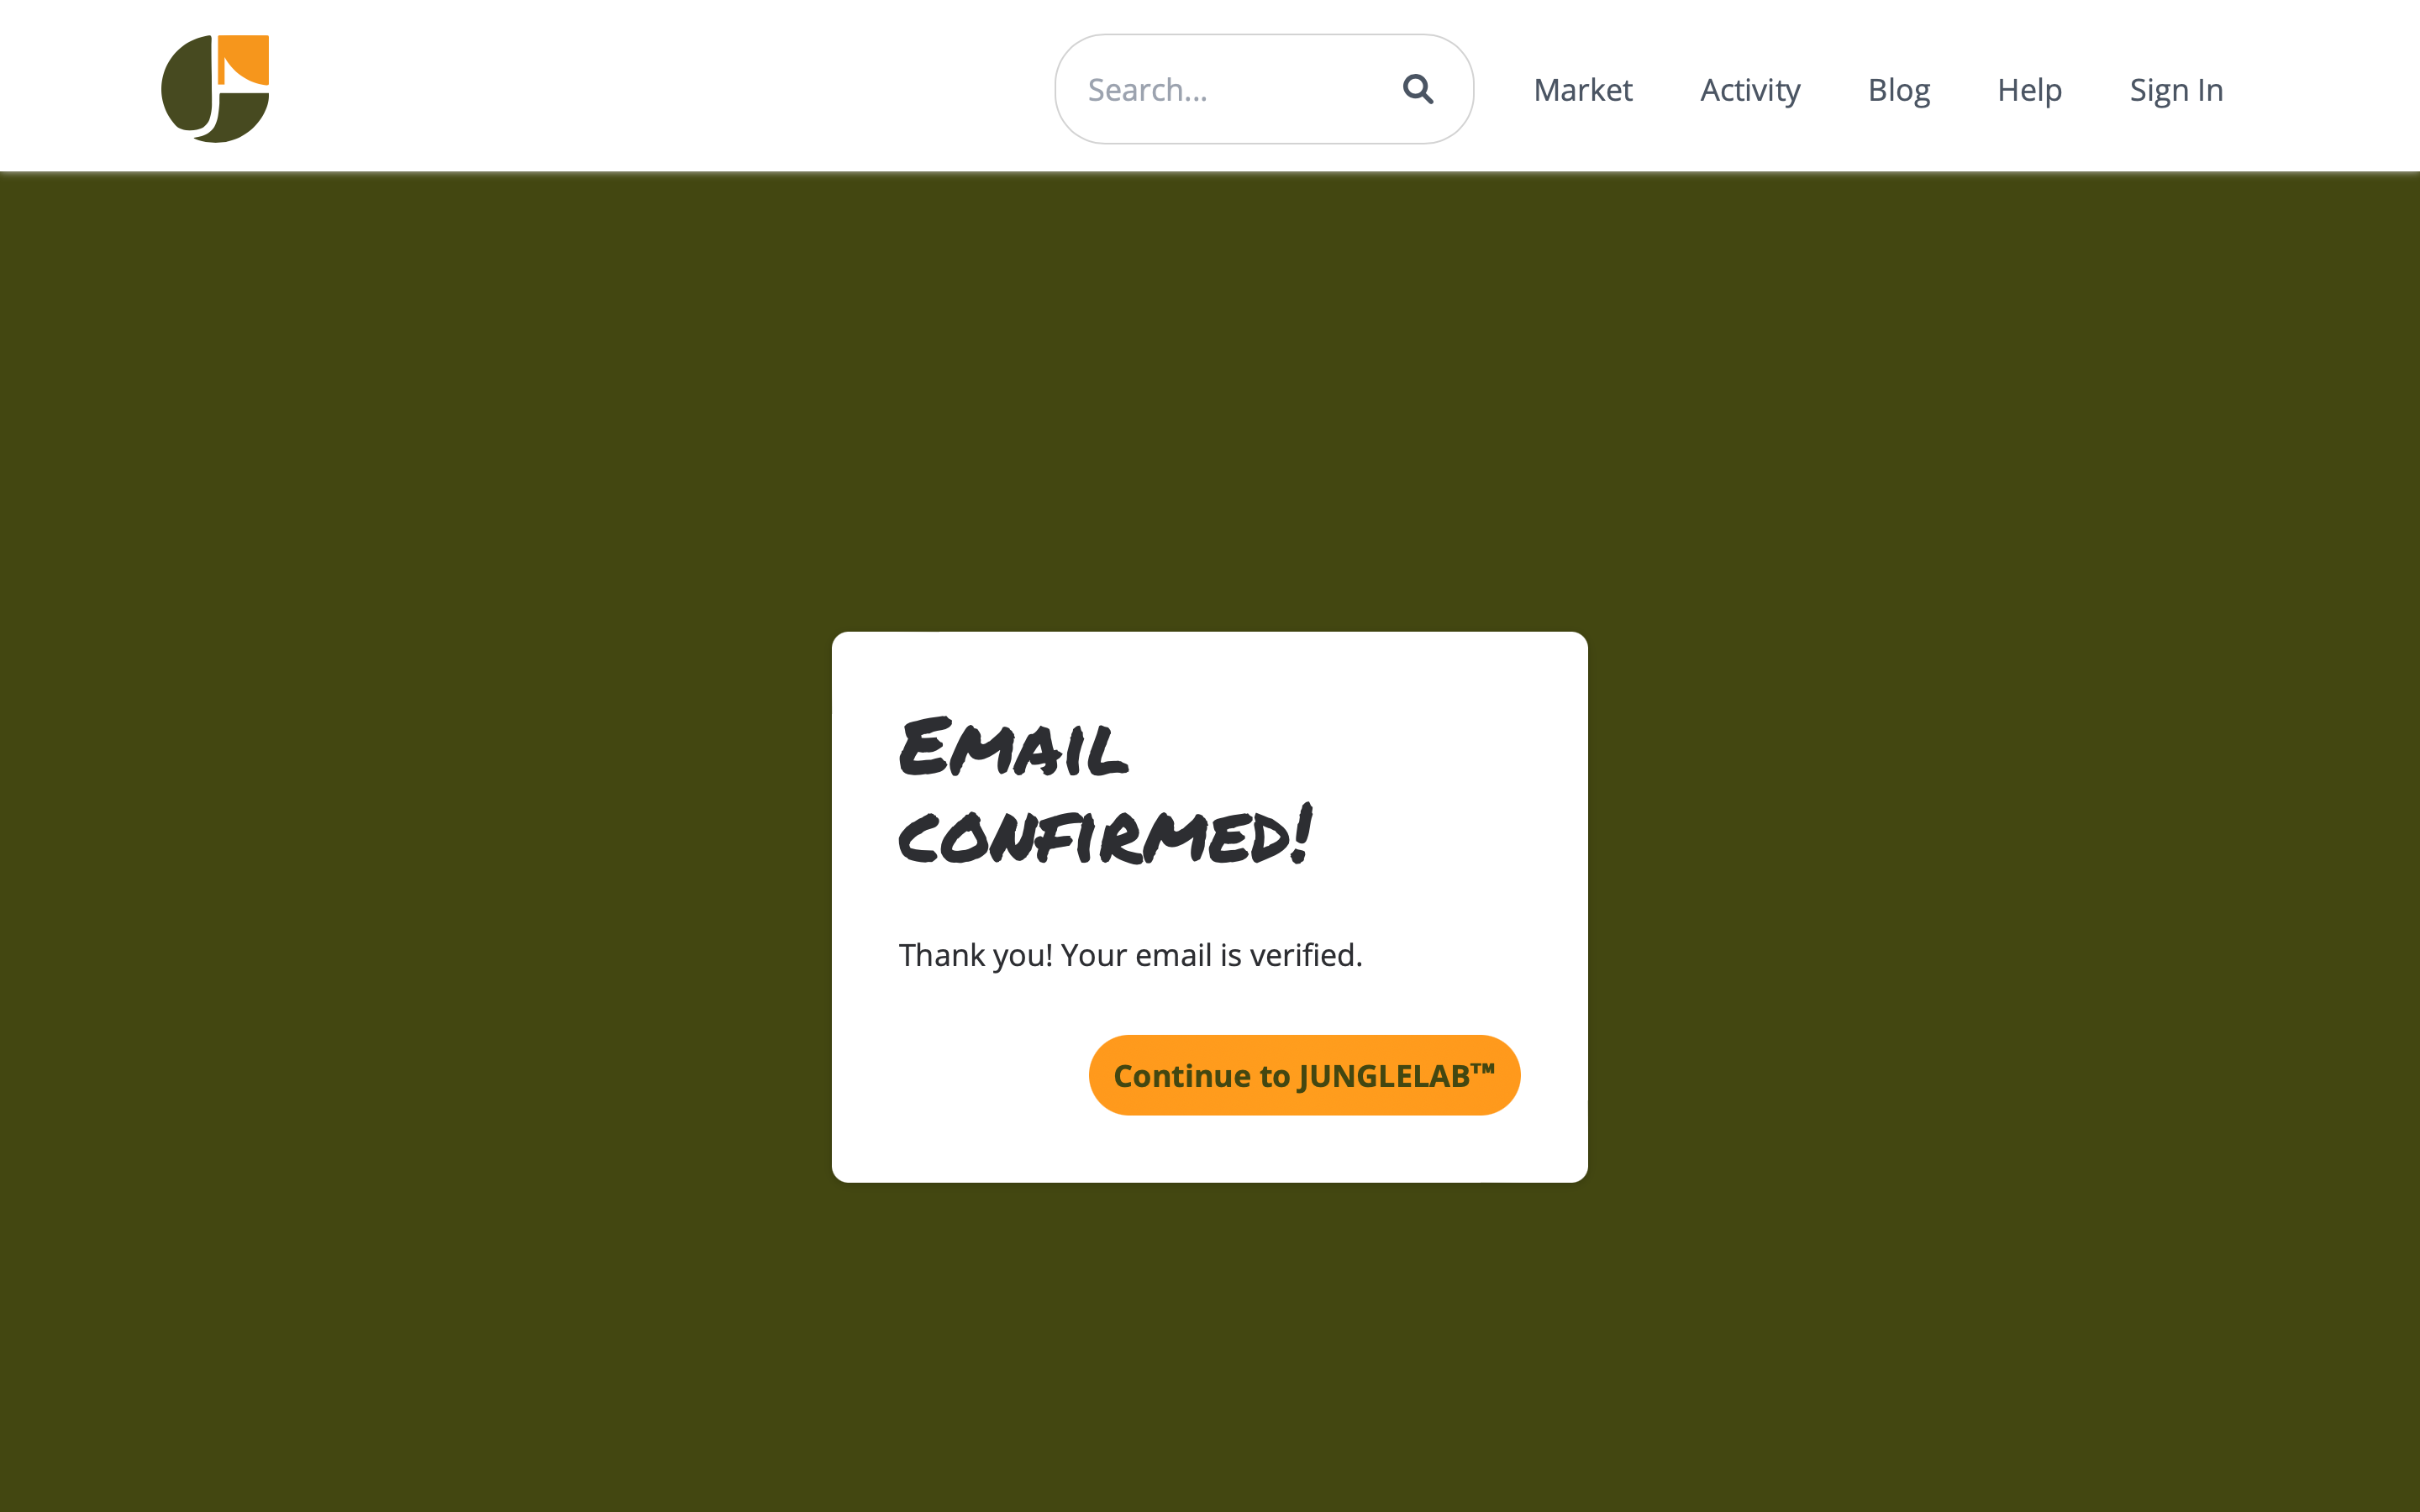 Search...
Market
Activity
Blog
Help
Sign In
Email
confirmed!
Thank you! Your email is verified.
Continue to JUNGLELAB™